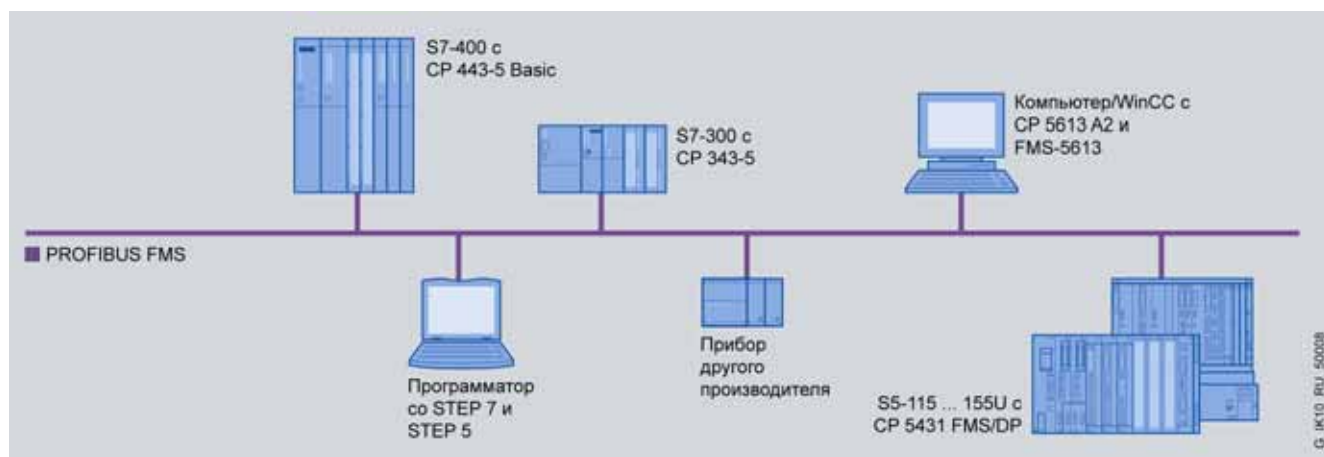 S7-400 с
CP 443-5 Basic
S7-300 с
CP 343-5
Компьютер/WinCC с
CP 5613 A2 и
FMS-5613
PROFIBUS FMS
Программатор
со STEP 7 и
STEP 5
Прибор
другого
производителя
S5-115 ... 155U с
CP 5431 FMS/DP
G_IK10_RU_50008